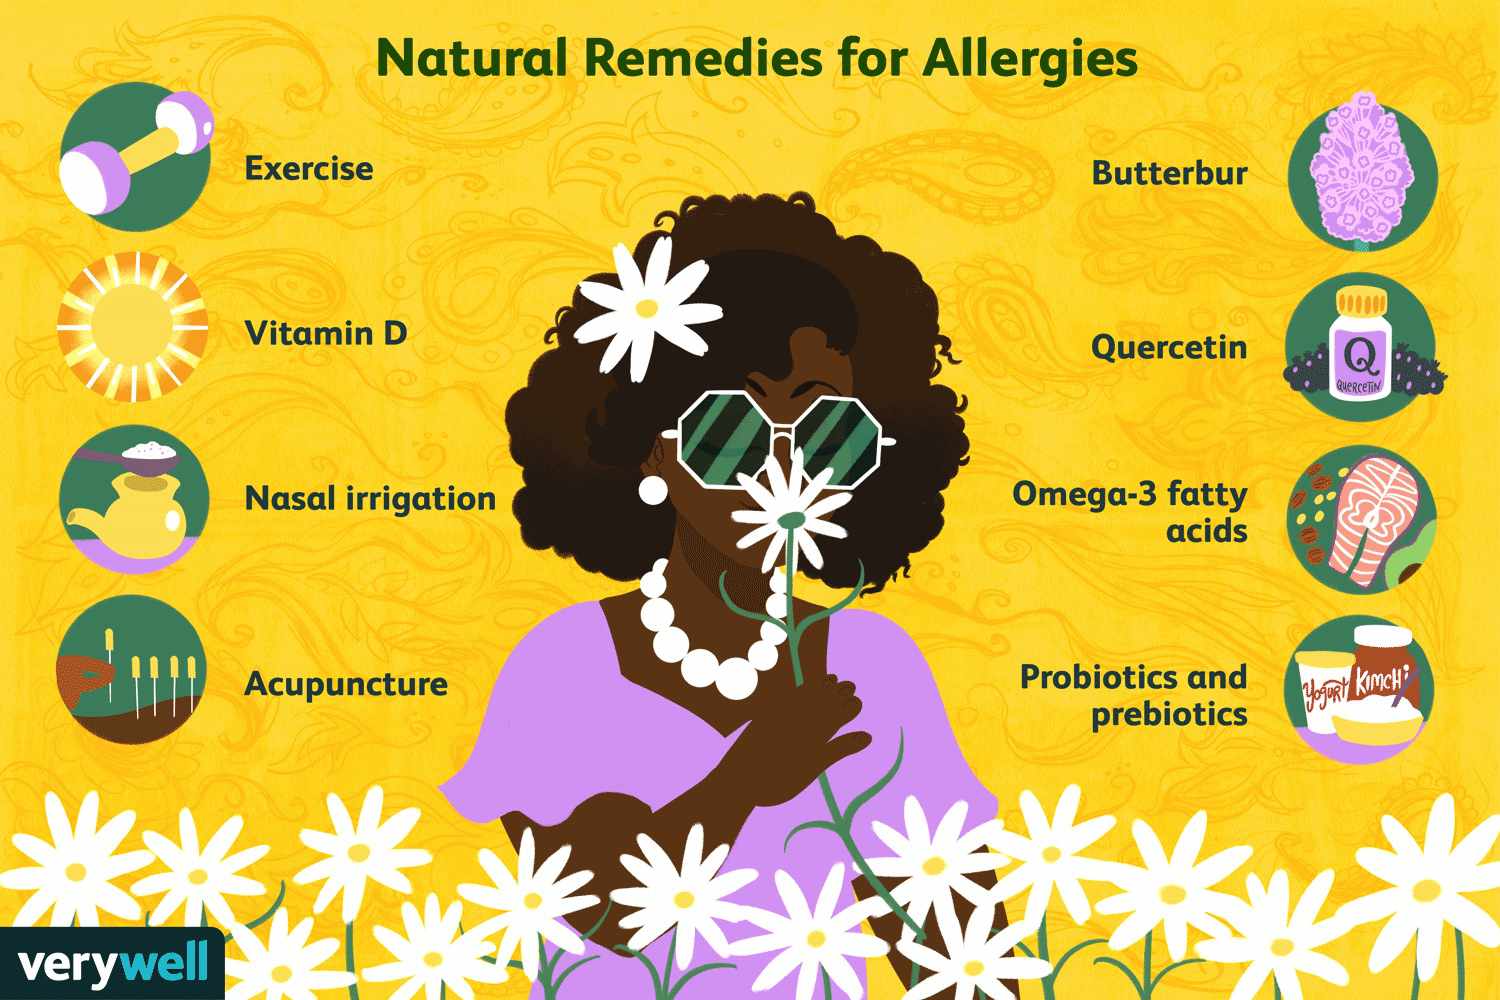 Natural Remedies for Allergies
Exercise
Vitamin D
Nasal irrigation
Acupuncture
Butterbur
Quercetin
Q
QUERCETIN
Omega-3 fatty
acids
Probiotics and
prebiotics
Yogurt
KIMCHi
verywell